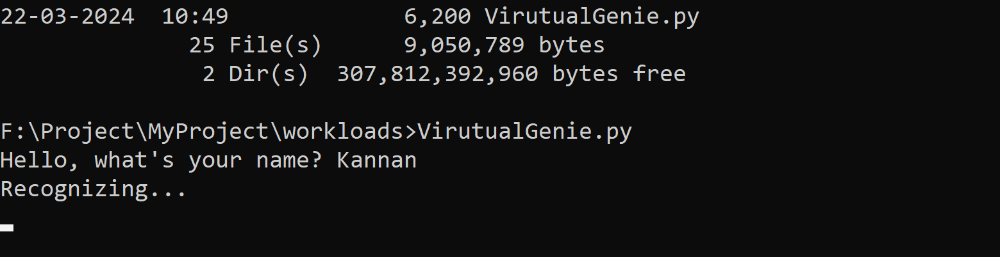 22-03-2024  10:49             6,200 VirutualGenie.py
              25 File(s)      9,050,789 bytes
               2 Dir(s)  307,812,392,960 bytes free
F:\Project\MyProject\workloads>VirutualGenie.py
Hello, what's your name? Kannan
Recognizing...